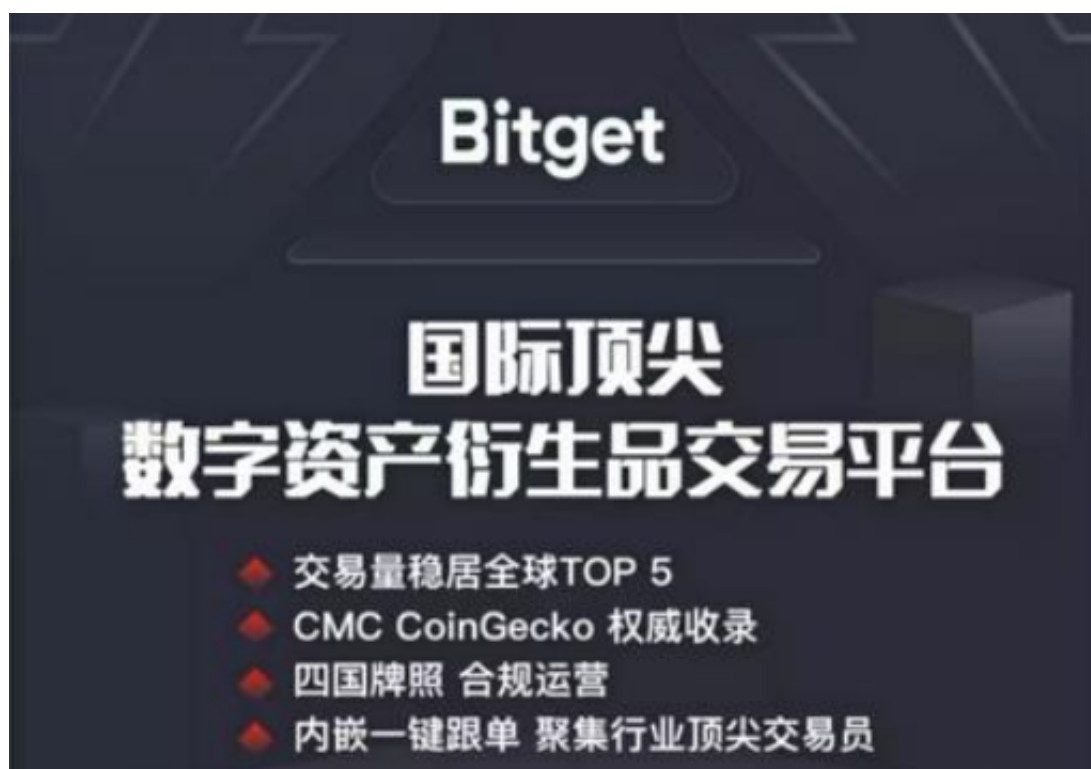 Bitget
国际顶尖
数字资产衍生品交易平台
交易量稳居全球TOP 5
CMC CoinGecko 权威收录
四国牌照 合规运营
内嵌一键跟单 聚集行业顶尖交易员